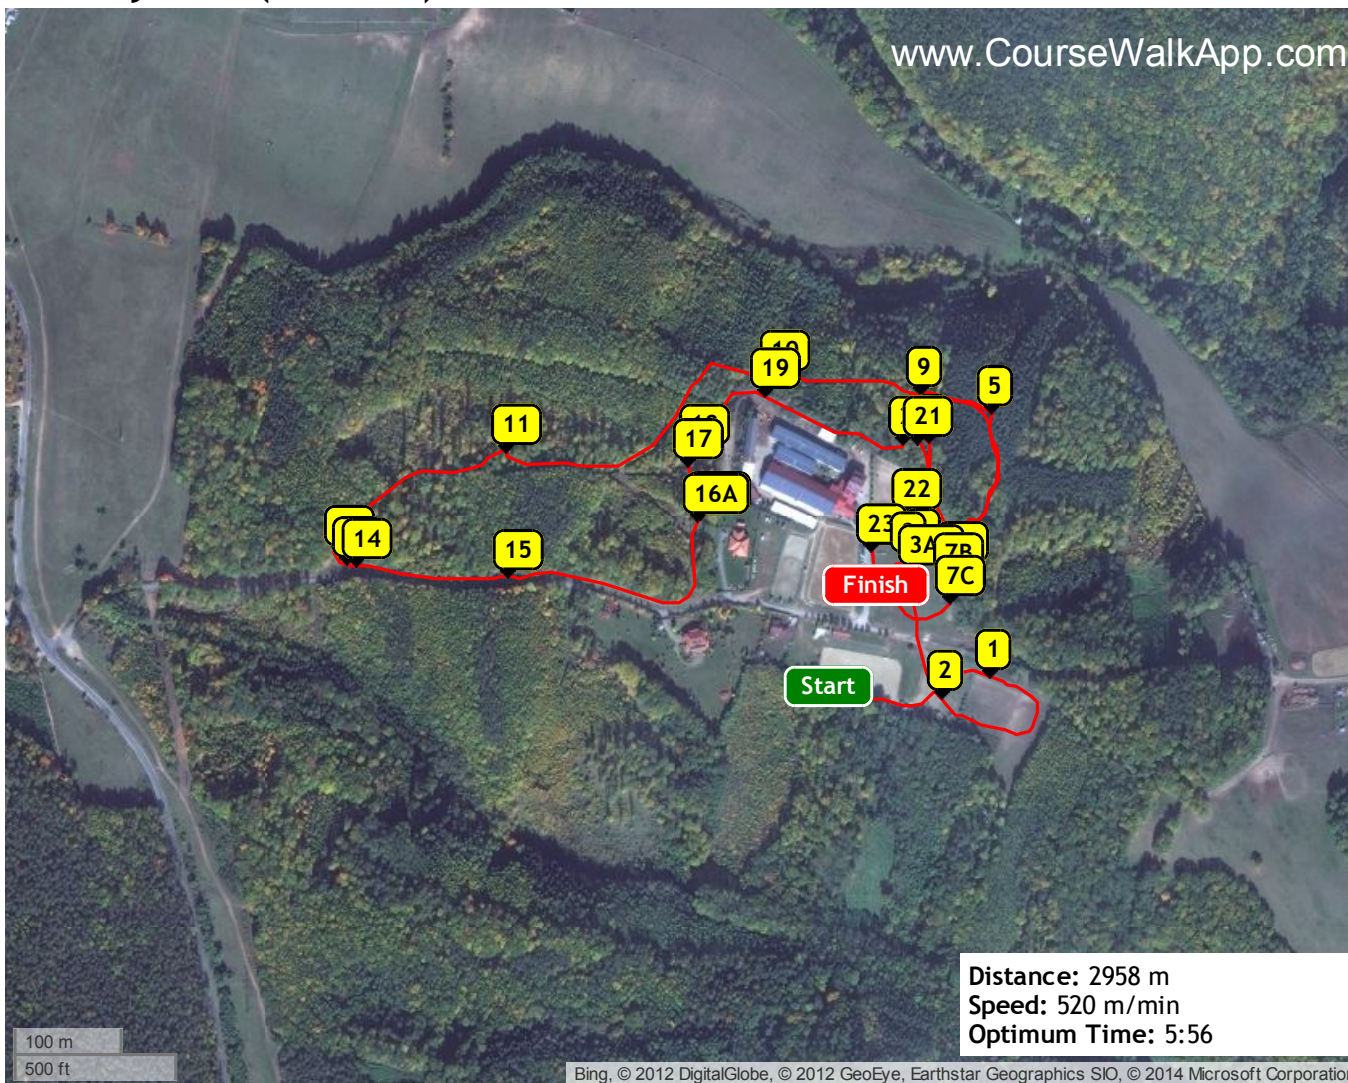 www.CourseWalkApp.com
10
19
9
5
11
18
17
21
16A
22
23
3A
7B
7C
14
15
Finish
1
2
Start
Distance: 2958 m
Speed: 520 m/min
Optimum Time: 5:56
100 m
500 ft
Bing, © 2012 DigitalGlobe, © 2012 GeoEye, Earthstar Geographics SIO, © 2014 Microsoft Corporation